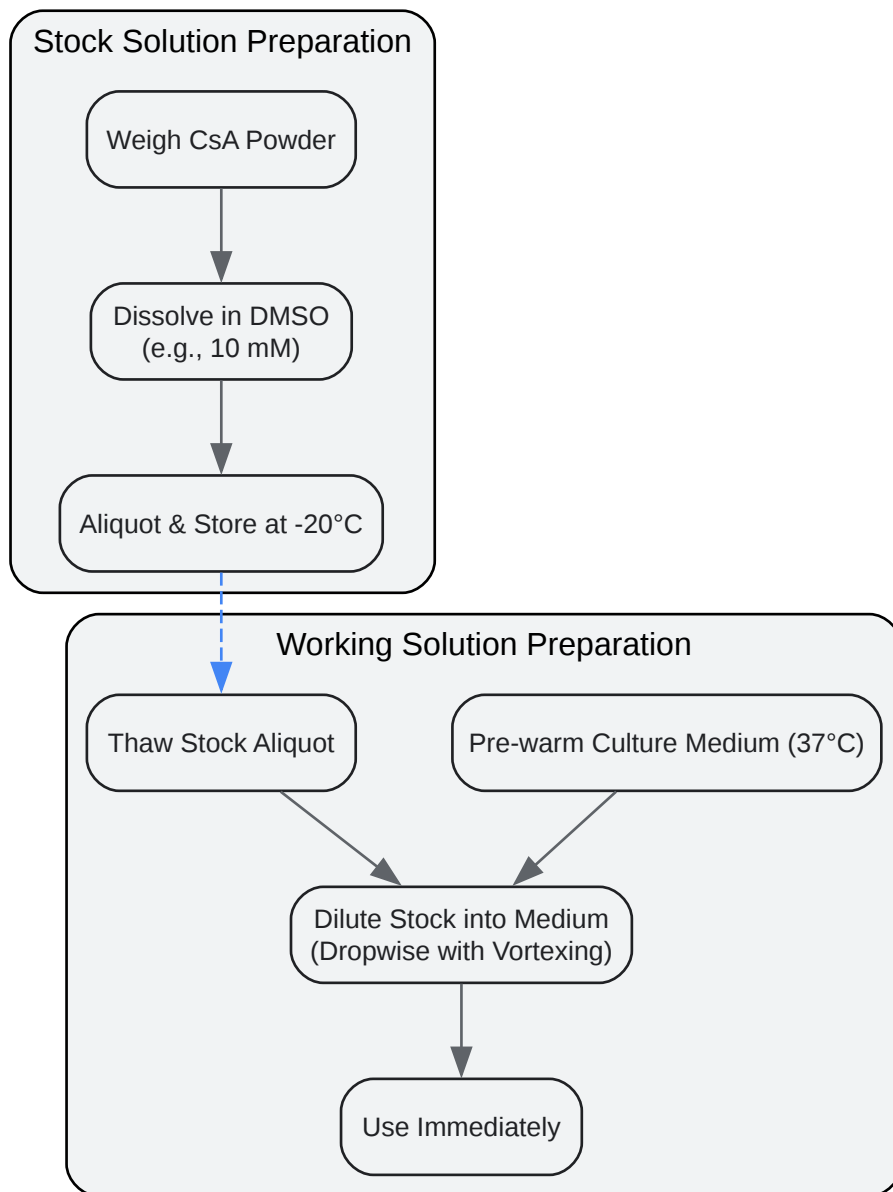 Stock Solution Preparation
Weigh CsA Powder
Dissolve in DMSO
(e.g., 10 mM)
Aliquot & Store at -20°C
Working Solution Preparation
Thaw Stock Aliquot
Pre-warm Culture Medium (37°C)
Dilute Stock into Medium
(Dropwise with Vortexing)
Use Immediately